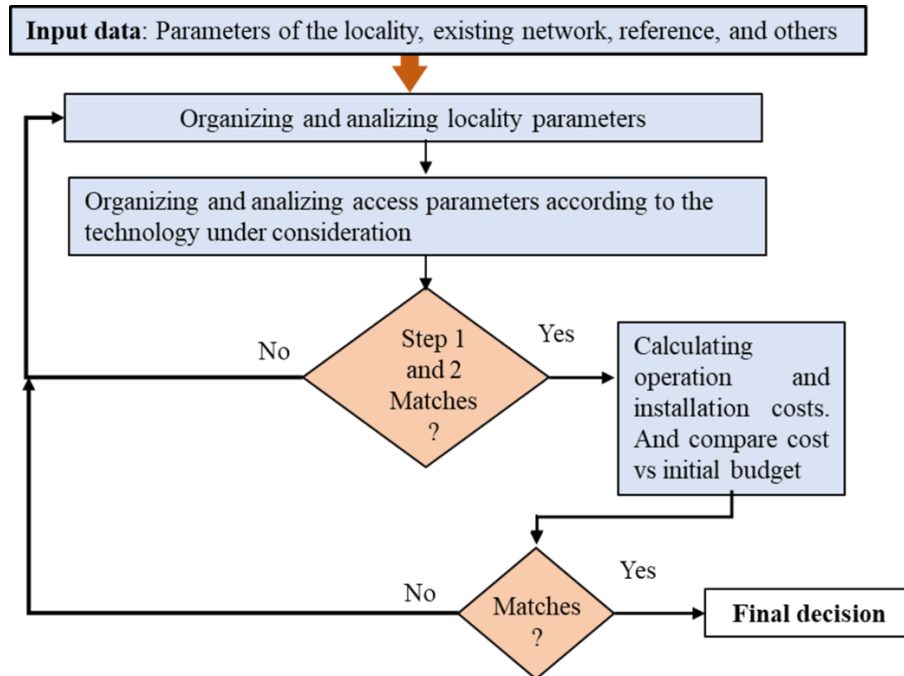 Input data: Parameters of the locality, existing network, reference, and others
Organizing and analizing locality parameters
Organizing and analizing access parameters according to the
technology under consideration
No
Step 1
and 2
Matches
?
Yes
Calculating
operation and
installation costs.
And compare cost
vs initial budget
No
Matches
?
Yes
Final decision